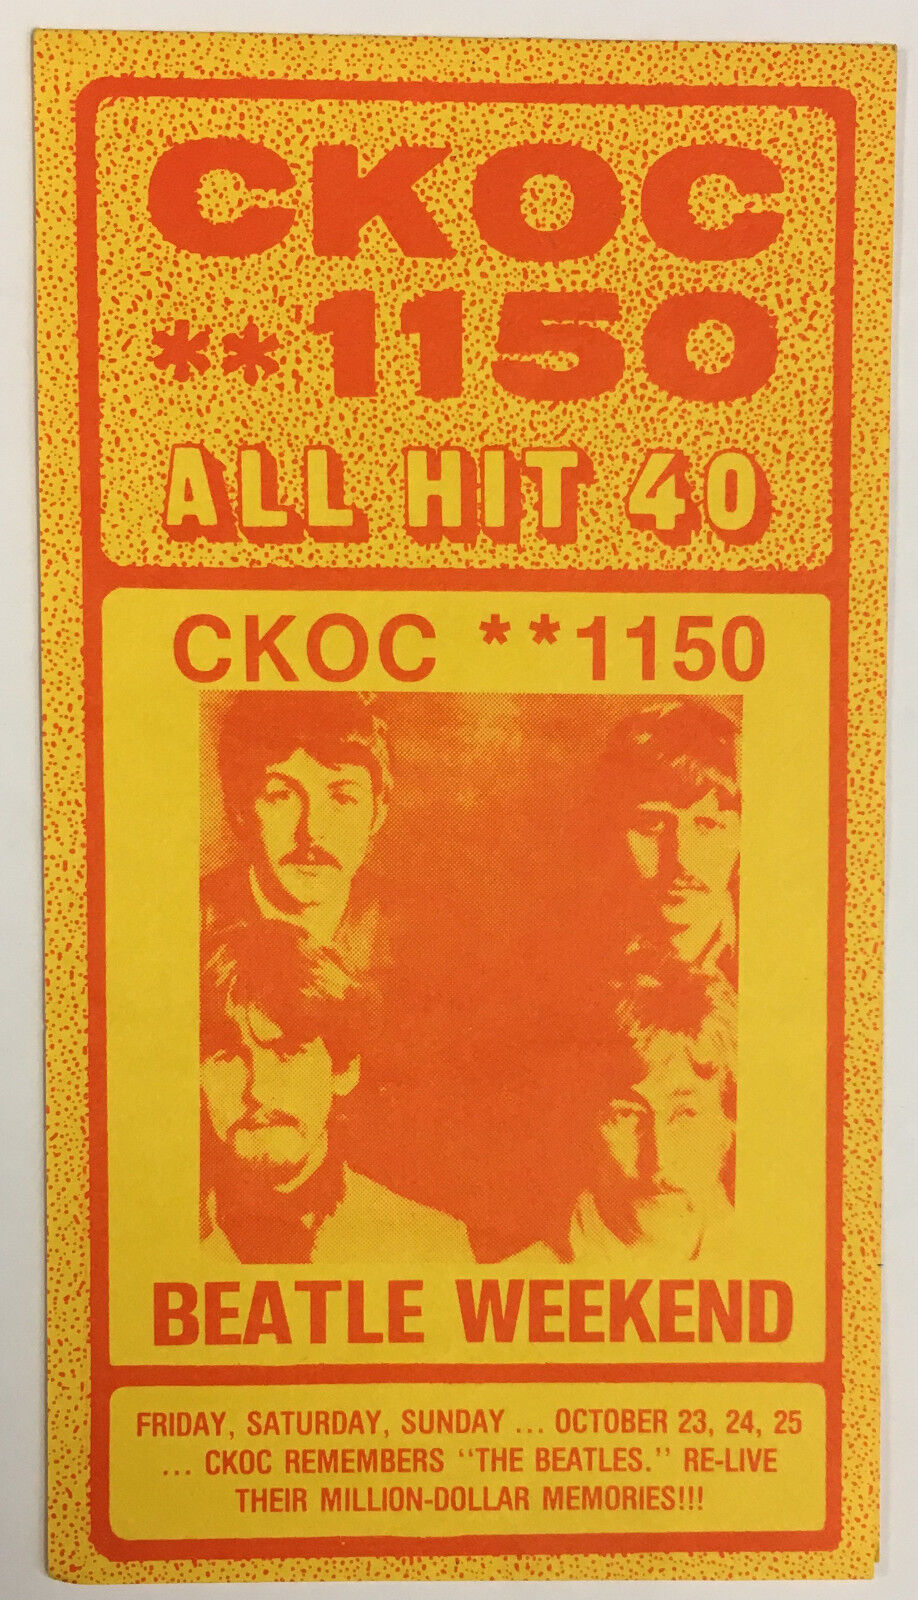 CKOC
**1150
ALL HIT 40
CKOC **1150
BEATLE WEEKEND
FRIDAY, SATURDAY, SUNDAY ... OCTOBER 23, 24, 25
... CKOC REMEMBERS "THE BEATLES." RE-LIVE
THEIR MILLION-DOLLAR MEMORIES!!!